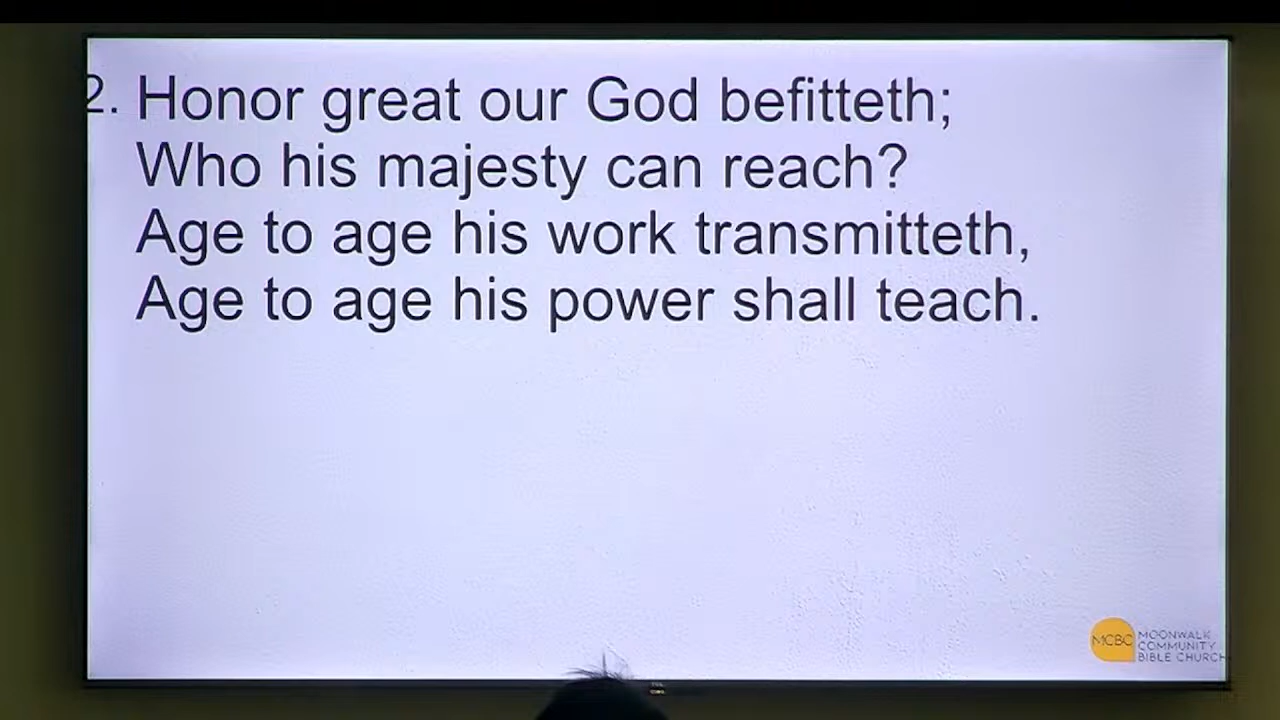 2. Honor great our God befitteth;
Who his majesty can reach?
Age to age his work transmitteth,
Age to age his power shall teach.
MCBC
MOONWALK
COMMUNITY
BIBLE CHURCH